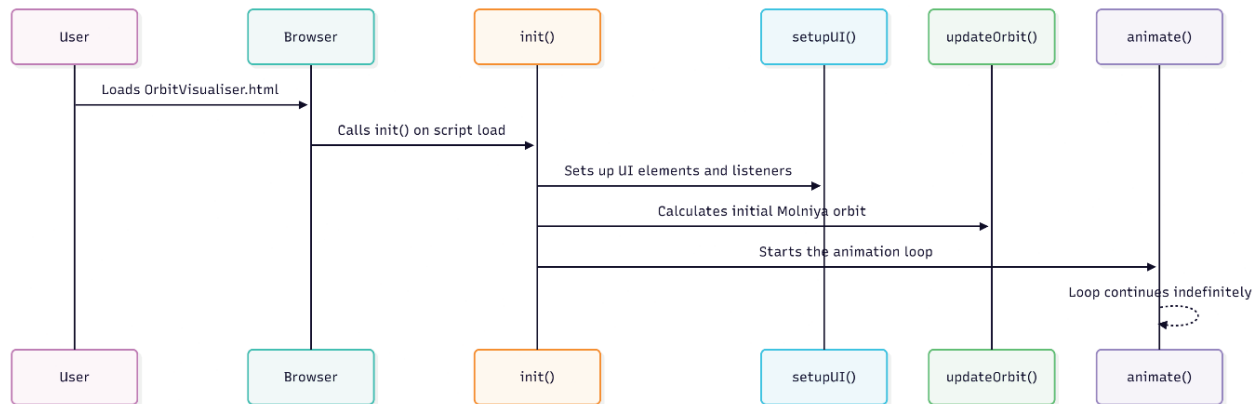 User
Browser
init()
setupUI()
updateOrbit()
animate()
Loads OrbitVisualiser.html
Calls init() on script load
Sets up UI elements and listeners
Calculates initial Molniya orbit
Starts the animation loop
Loop continues indefinitely
User
Browser
init()
setupUI()
updateOrbit()
animate()